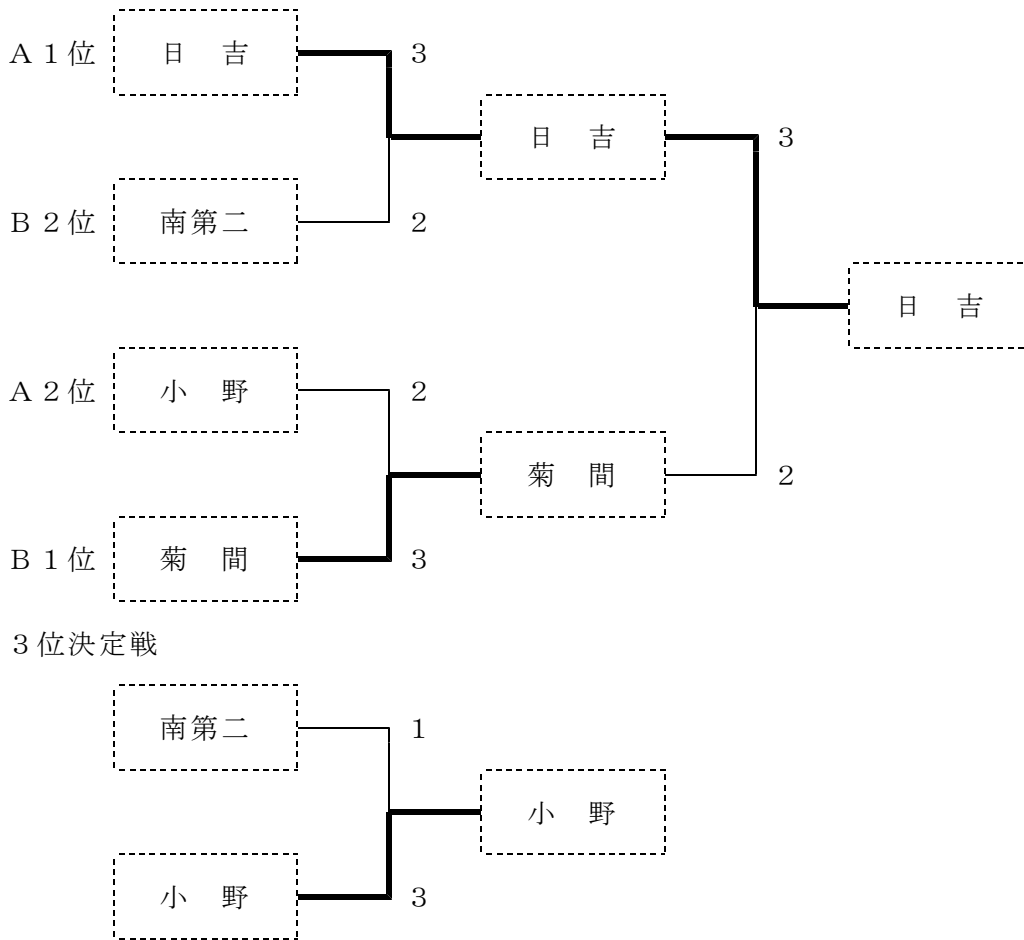 A1位 日 吉 3
日 吉 3
B2位 南第二 2
日 吉
A2位 小 野 2
菊 間 2
B1位 菊 間 3
3位決定戦
南第二 1
小 野
小 野 3